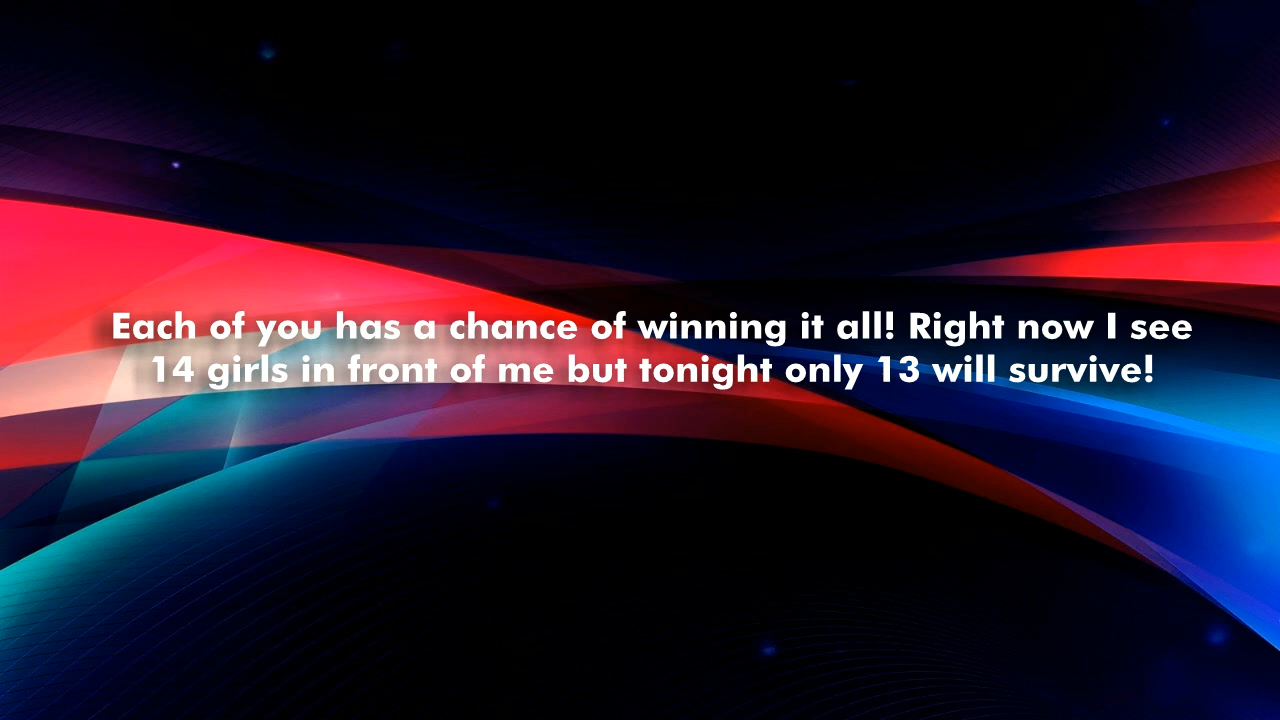 Each of you has a chance of winning it all! Right now I see
14 girls in front of me but tonight only 13 will survive!